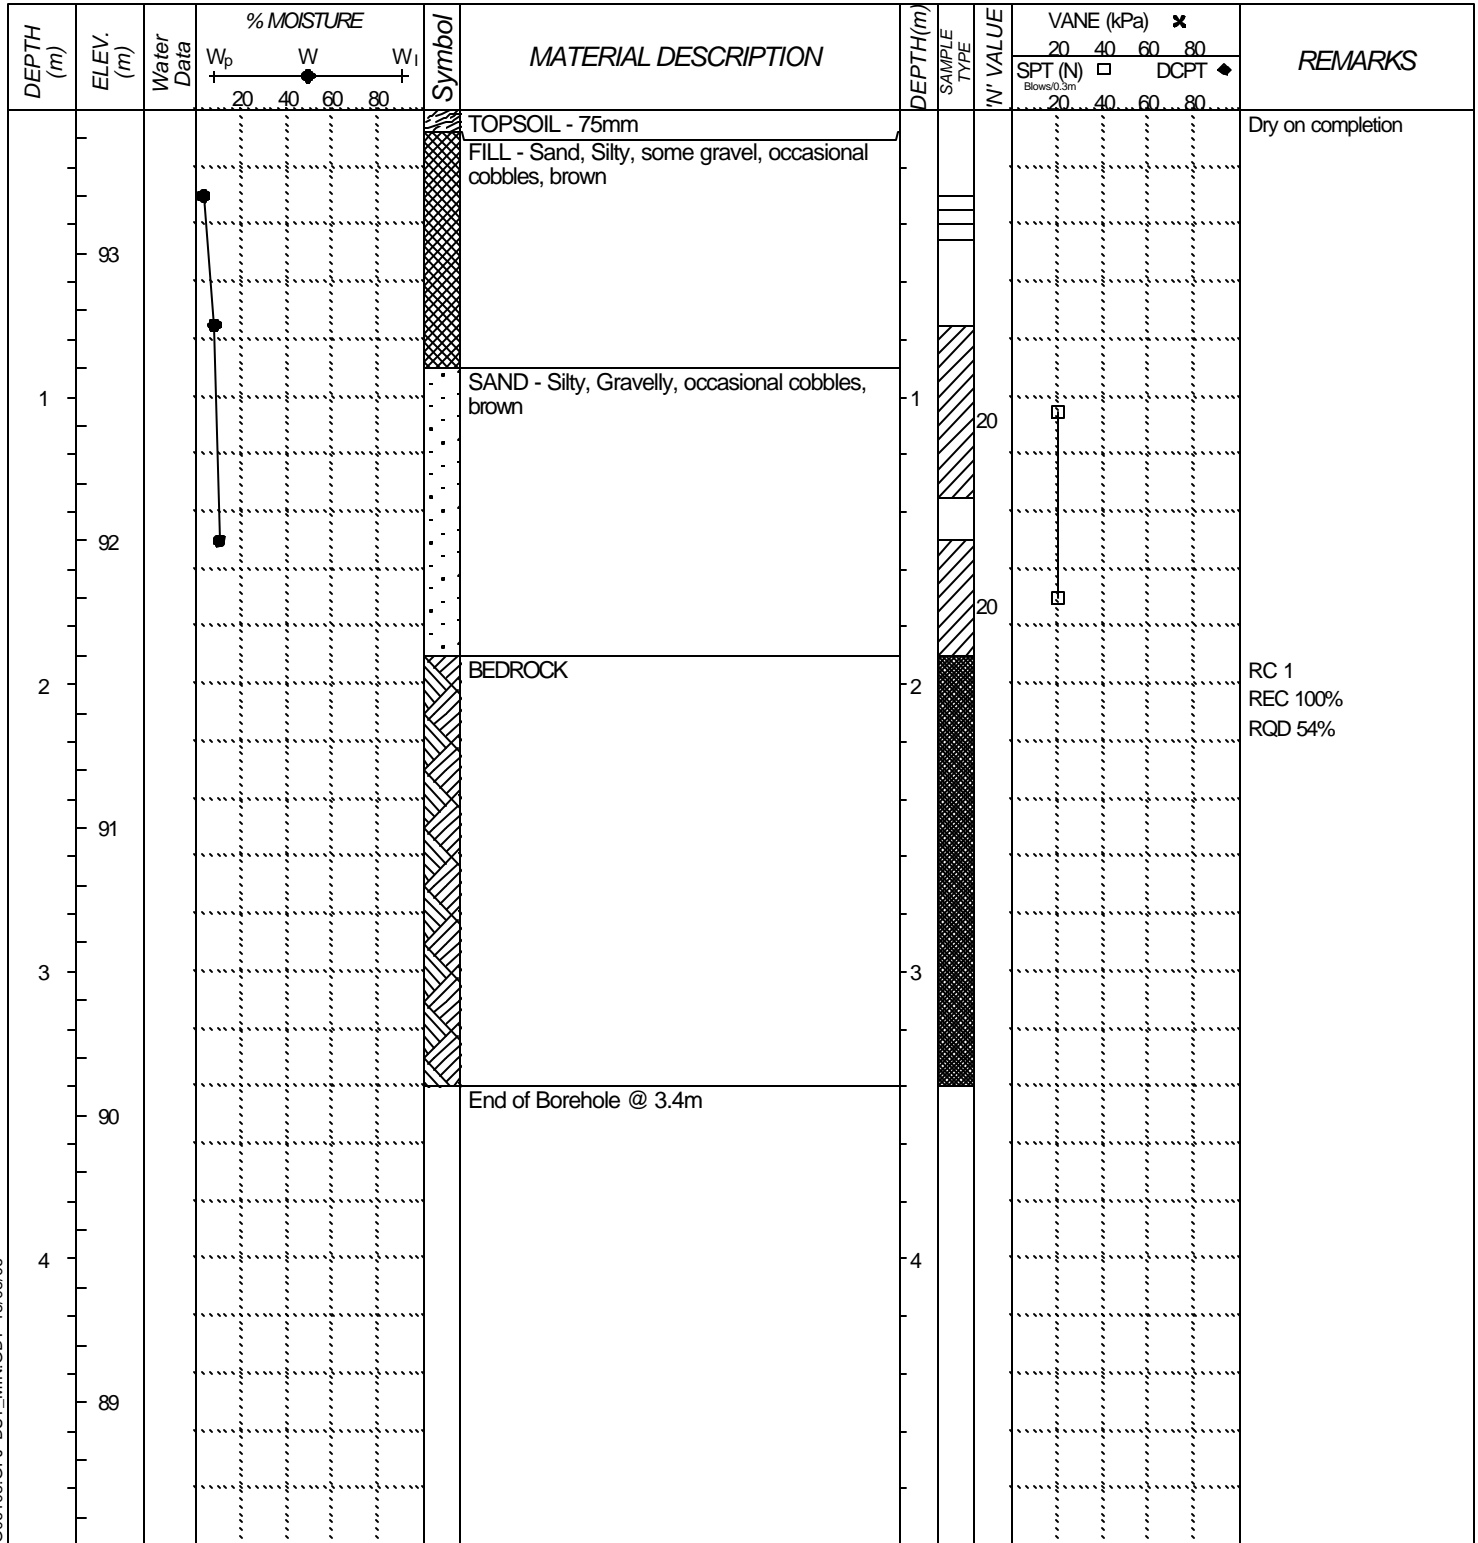 DEPTH (m)
ELEV. (m)
Water Data
% MOISTURE
Wp W Wl
20 40 60 80
Symbol
MATERIAL DESCRIPTION
DEPTH(m)
SAMPLE TYPE
'N' VALUE
VANE (kPa)
20 40 60 80
SPT (N) DCPT
Blows/0.3m
20 40 60 80
REMARKS
TOPSOIL - 75mm
Dry on completion
FILL - Sand, Silty, some gravel, occasional
cobbles, brown
93
SAND - Silty, Gravelly, occasional cobbles,
brown
1
1
20
92
20
BEDROCK
RC 1
2
2
REC 100%
RQD 54%
91
3
3
End of Borehole @ 3.4m
90
4
4
89